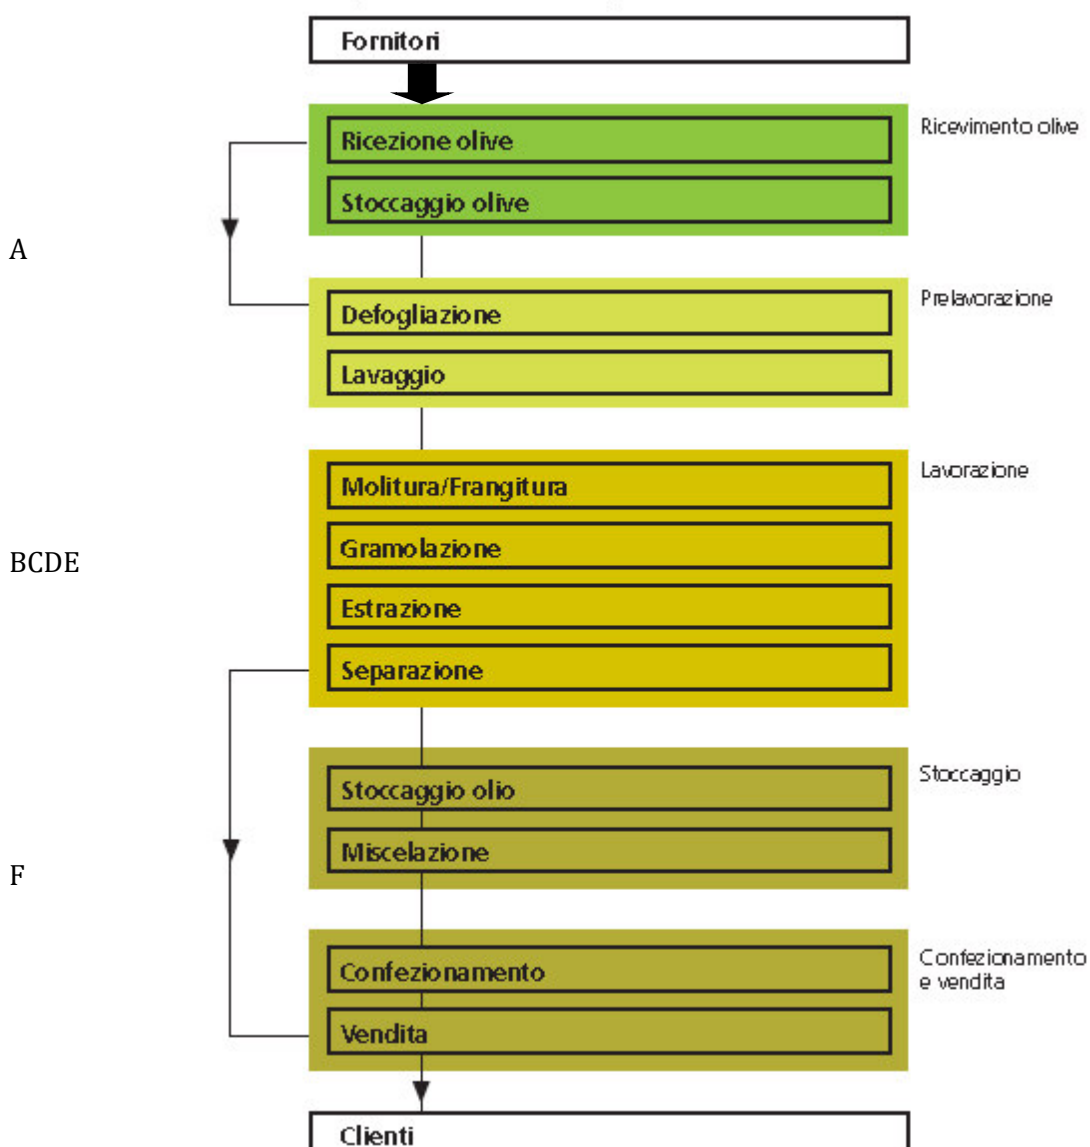 Fornitori
Ricezione olive
Ricevimento olive
Stoccaggio olive
A
Defogliazione
Prelavorazione
Lavaggio
Molitura/Frangitura
Lavorazione
Gramolazione
BCDE
Estrazione
Separazione
Stoccaggio olio
Stoccaggio
Miscelazione
F
Confezionamento
Confezionamento
e vendita
Vendita
Clienti